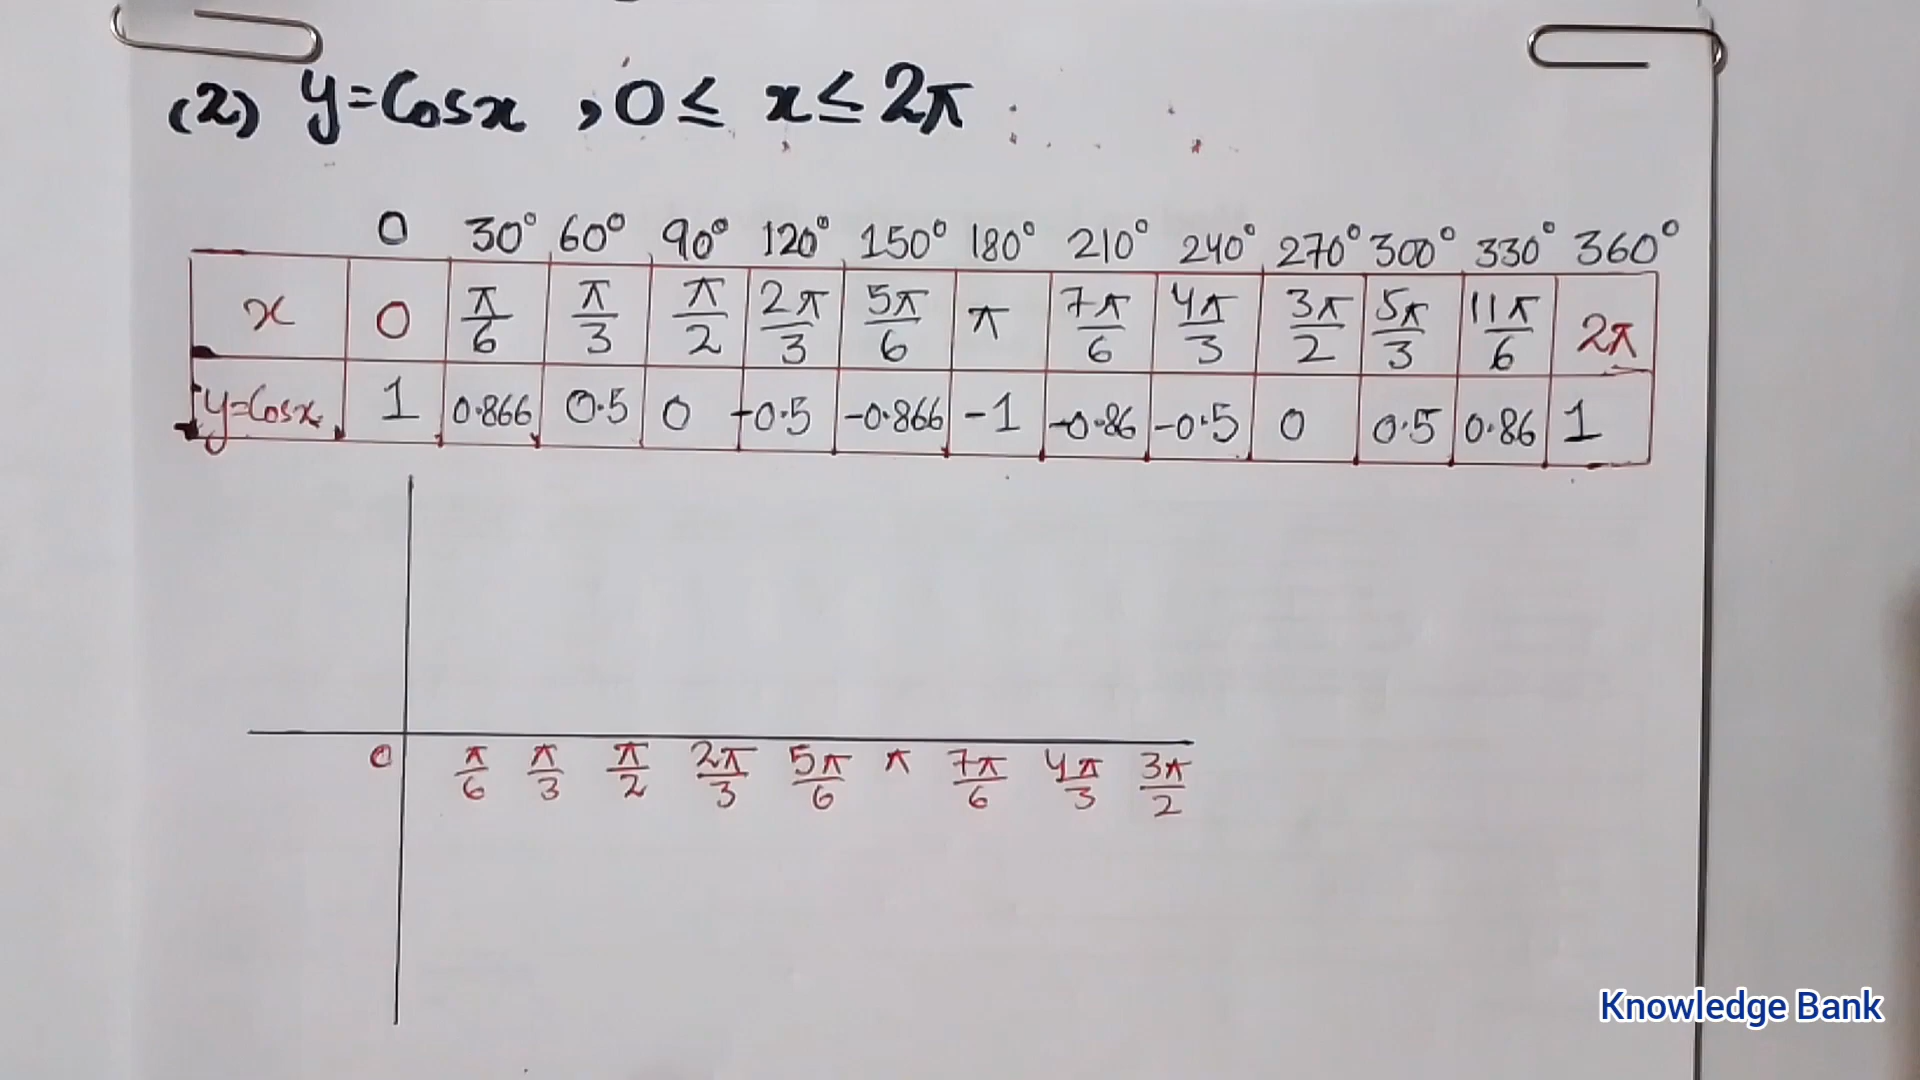 (2) y=Cosx , 0 ≤ x ≤ 2π
0 30° 60° 90° 120° 150° 180° 210° 240° 270° 300° 330° 360°
x 0 π/6 π/3 π/2 2π/3 5π/6 π 7π/6 4π/3 3π/2 5π/3 11π/6 2π
y=Cosx 1 0.866 0.5 0 -0.5 -0.866 -1 -0.86 -0.5 0 0.5 0.86 1
0 π/6 π/3 π/2 2π/3 5π/6 π 7π/6 4π/3 3π/2
Knowledge Bank